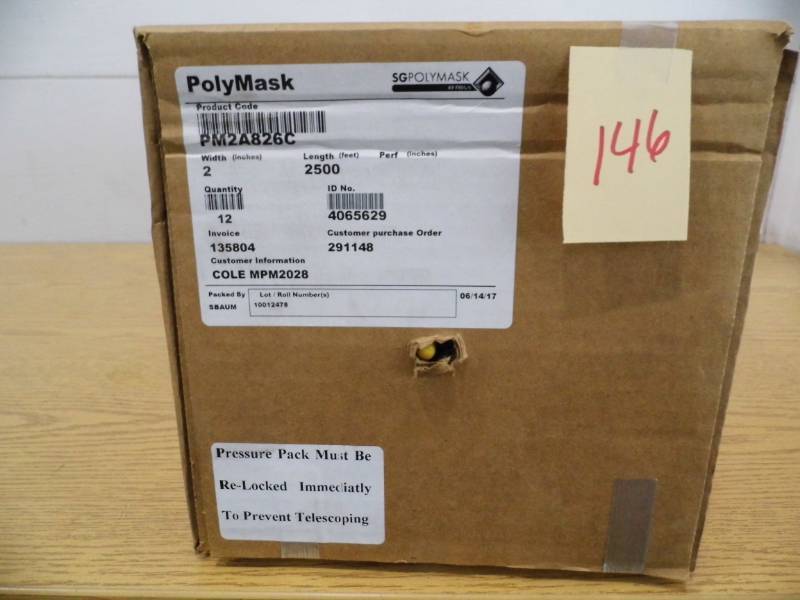 PolyMask
SGPOLYMASK
Product Code
PM2A826C
Width (inches) Length (feet) Perf (inches)
2 2500
Quantity ID No.
12 4065629
Invoice Customer purchase Order
135804 291148
Customer Information
COLE MPM2028
Packed By Lot / Roll Number(s) 06/14/17
SBAUM 10012478
146
Pressure Pack Must Be
Re-Locked Immediatly
To Prevent Telescoping